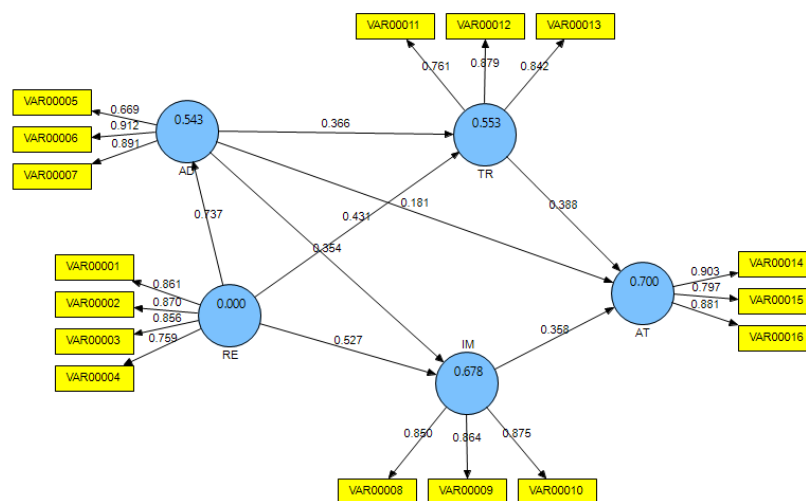 VAR00011
VAR00012
VAR00013
0.761
0.879
0.842
VAR00005
VAR00006
VAR00007
0.669
0.912
0.891
0.543
AD
0.366
0.553
TR
0.737
0.431
0.181
0.388
0.354
VAR00001
VAR00002
VAR00003
VAR00004
0.861
0.870
0.856
0.759
0.000
RE
0.527
IM
0.678
0.358
0.700
AT
0.903
0.797
0.881
VAR00014
VAR00015
VAR00016
0.850
0.864
0.875
VAR00008
VAR00009
VAR00010